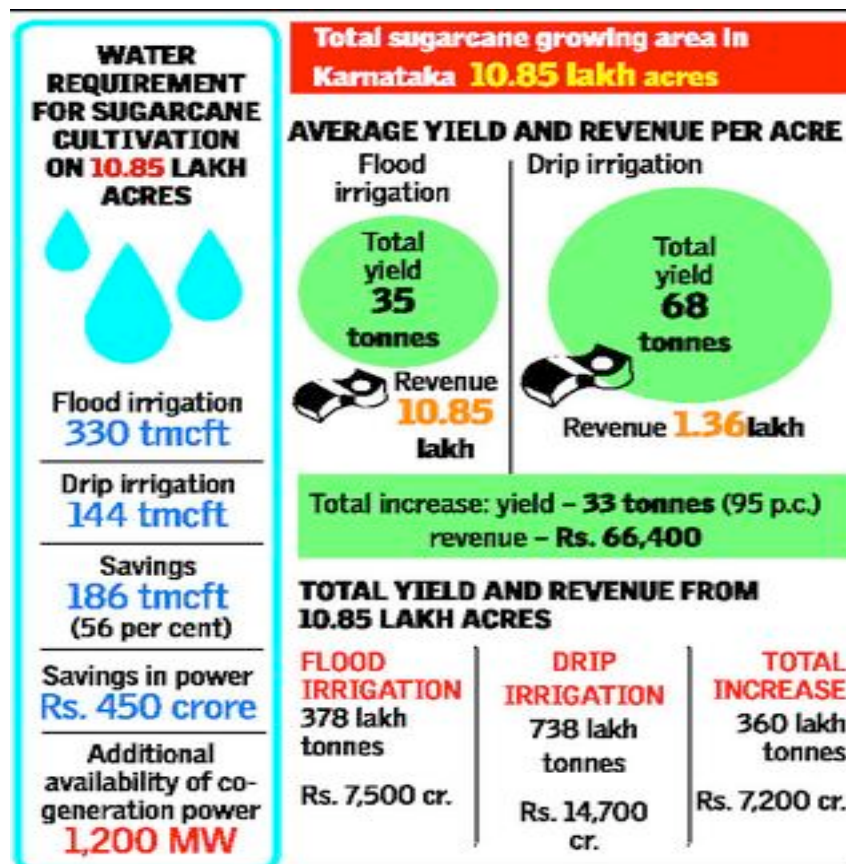 WATER
REQUIREMENT
FOR SUGARCANE
CULTIVATION
ON 10.85 LAKH
ACRES
Flood irrigation
330 tmcft
Drip irrigation
144 tmcft
Savings
186 tmcft
(56 per cent)
Savings in power
Rs. 450 crore
Additional
availability of co-
generation power
1,200 MW
Total sugarcane growing area in
Karnataka 10.85 lakh acres
AVERAGE YIELD AND REVENUE PER ACRE
Flood
irrigation
Total
yield
35
tonnes
Revenue
10.85
lakh
Drip irrigation
Total
yield
68
tonnes
Revenue 1.36 lakh
Total increase: yield – 33 tonnes (95 p.c.)
revenue – Rs. 66,400
TOTAL YIELD AND REVENUE FROM
10.85 LAKH ACRES
FLOOD
IRRIGATION
378 lakh
tonnes
Rs. 7,500 cr.
DRIP
IRRIGATION
738 lakh
tonnes
Rs. 14,700
cr.
TOTAL
INCREASE
360 lakh
tonnes
Rs. 7,200 cr.